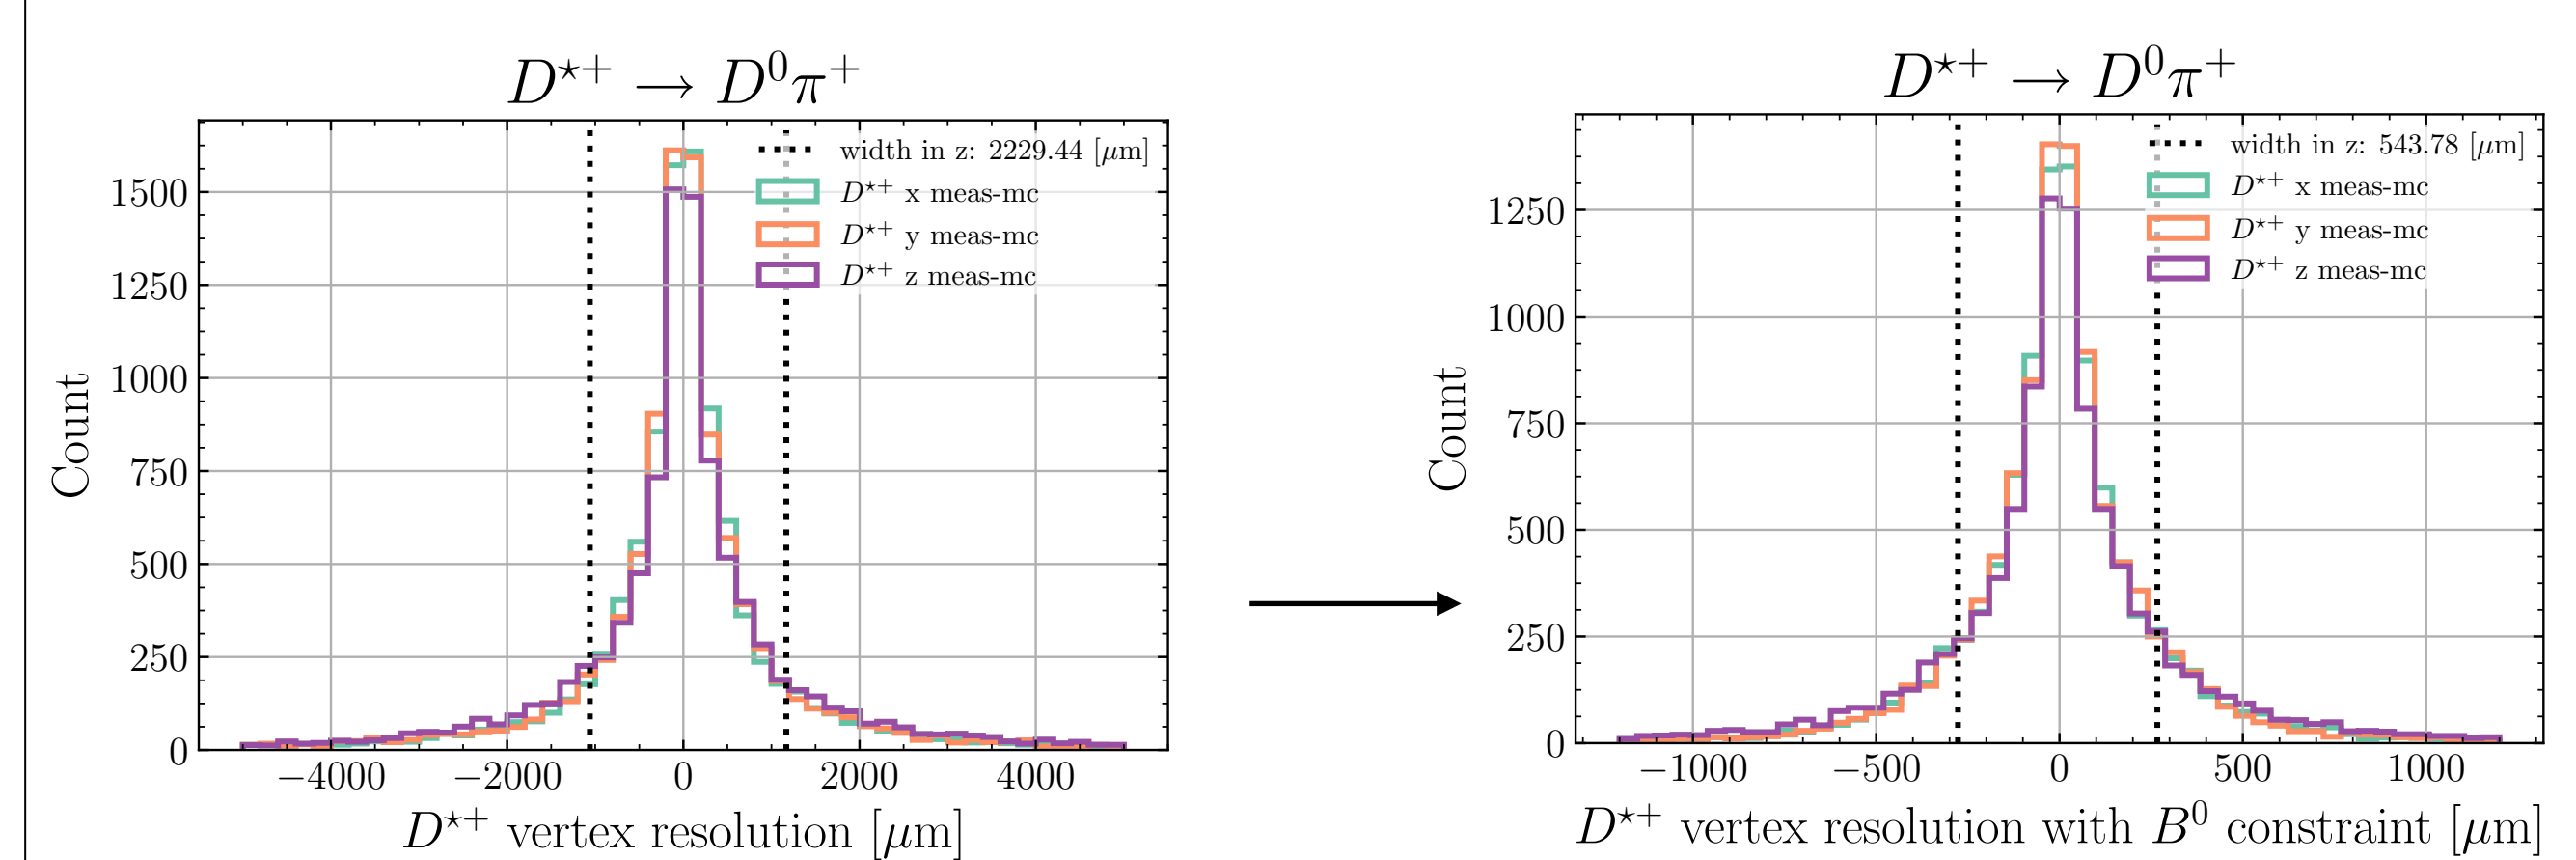 D⋆+ → D0π+
width in z: 2229.44 [μm]
D⋆+ x meas-mc
D⋆+ y meas-mc
D⋆+ z meas-mc
Count
1500
1250
1000
750
500
250
0
−4000 −2000 0 2000 4000
D⋆+ vertex resolution [μm]
D⋆+ → D0π+
width in z: 543.78 [μm]
D⋆+ x meas-mc
D⋆+ y meas-mc
D⋆+ z meas-mc
Count
1250
1000
750
500
250
0
−1000 −500 0 500 1000
D⋆+ vertex resolution with B0 constraint [μm]